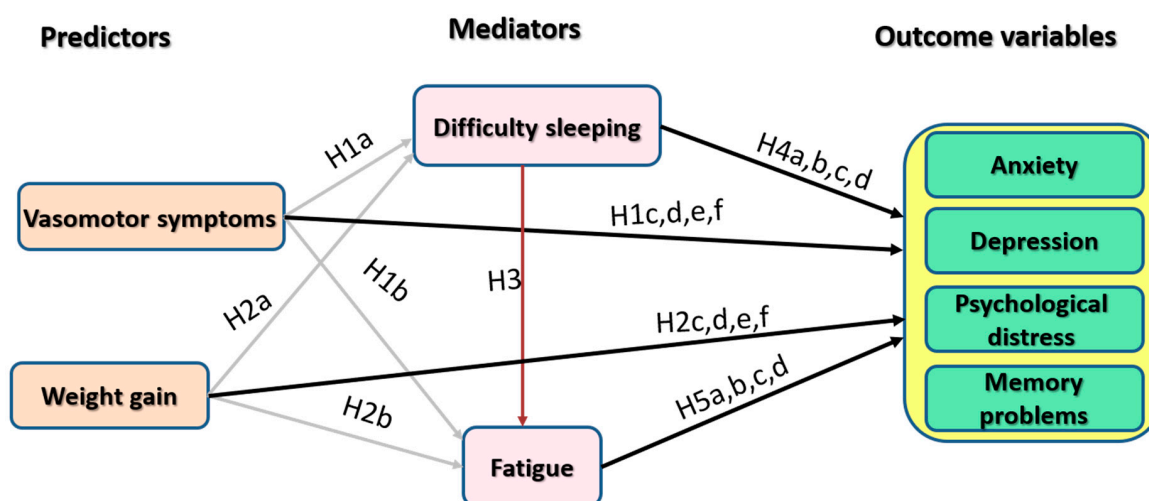 Predictors
Mediators
Outcome variables
Difficulty sleeping
Anxiety
H1a
H4a,b,c,d
Vasomotor symptoms
H1c,d,e,f
Depression
H2a
H1b
H3
Psychological
distress
H2c,d,e,f
Weight gain
H2b
H5a,b,c,d
Memory
problems
Fatigue